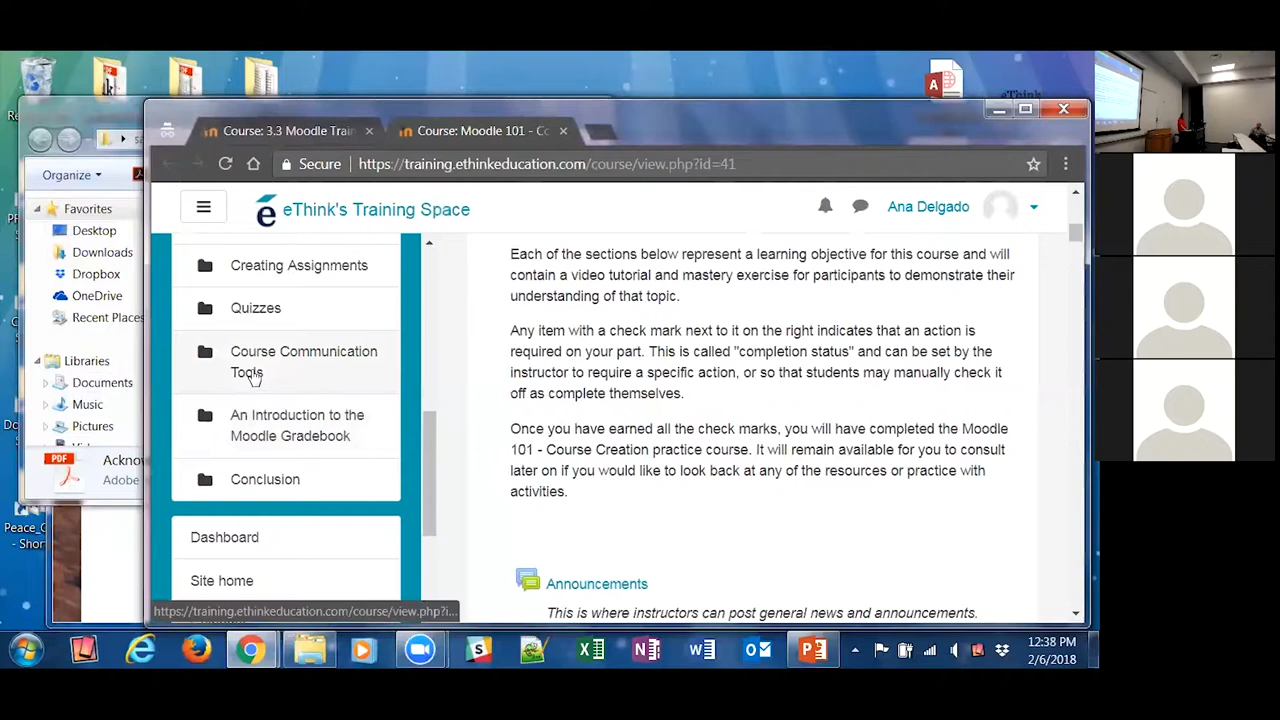 Re
eThink
Organize
Favorites
Desktop
Downloads
Dropbox
OneDrive
Recent Places
Libraries
Documents
Music
Pictures
PDF
Acknow
Adobe
Peace_C
- Shor
Course: 3.3 Moodle Train
Course: Moodle 101 - Co
Secure
https://training.ethinkeducation.com/course/view.php?id=41
é
eThink's Training Space
Ana Delgado
Creating Assignments
Quizzes
Course Communication
Tools
An Introduction to the
Moodle Gradebook
Conclusion
Dashboard
Site home
Each of the sections below represent a learning objective for this course and will
contain a video tutorial and mastery exercise for participants to demonstrate their
understanding of that topic.
Any item with a check mark next to it on the right indicates that an action is
required on your part. This is called "completion status" and can be set by the
instructor to require a specific action, or so that students may manually check it
off as complete themselves.
Once you have earned all the check marks, you will have completed the Moodle
101 - Course Creation practice course. It will remain available for you to consult
later on if you would like to look back at any of the resources or practice with
activities.
Announcements
This is where instructors can post general news and announcements.
https://training.ethinkeducation.com/course/view.php?i...
12:38 PM
2/6/2018